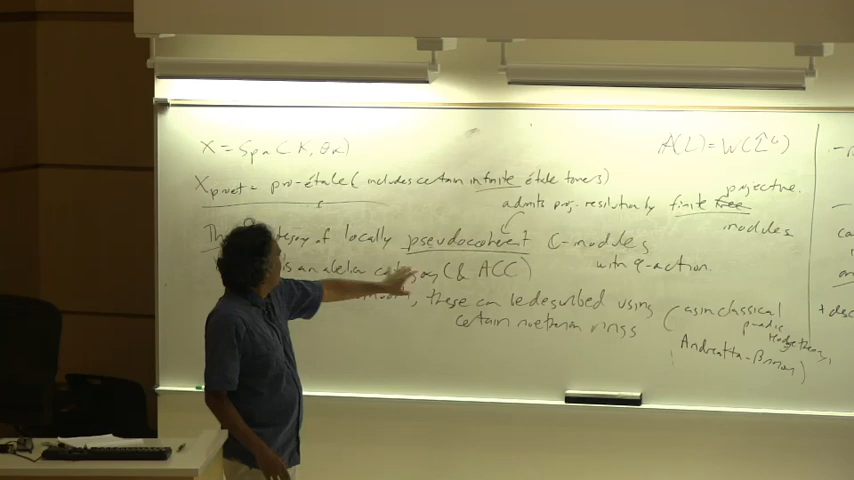 X = Spa(K, θ_K)
A(L) = W(L̂^♭)
X_proet = pro-étale (includes certain infinite étale towers)
projective
admits proj. resolution by finite free
modules
category of locally pseudocoherent C-modules
with φ-action.
is an abelian category (& ACC)
, these can be described using
certain noetherian rings
(as in classical
p-adic
Hodge theory,
Andreatta-Brinon)